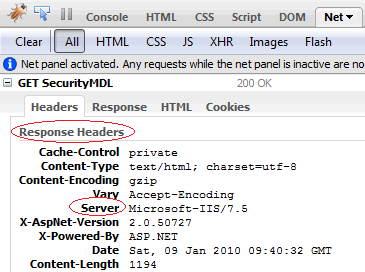 Console HTML CSS Script DOM Net
Clear All HTML CSS JS XHR Images Flash
Net panel activated. Any requests while the net panel is inactive are no
GET SecurityMDL 200 OK
Headers Response HTML Cookies
Response Headers
Cache-Control private
Content-Type text/html; charset=utf-8
Content-Encoding gzip
Vary Accept-Encoding
Server Microsoft-IIS/7.5
X-AspNet-Version 2.0.50727
X-Powered-By ASP.NET
Date Sat, 09 Jan 2010 09:40:32 GMT
Content-Length 1194